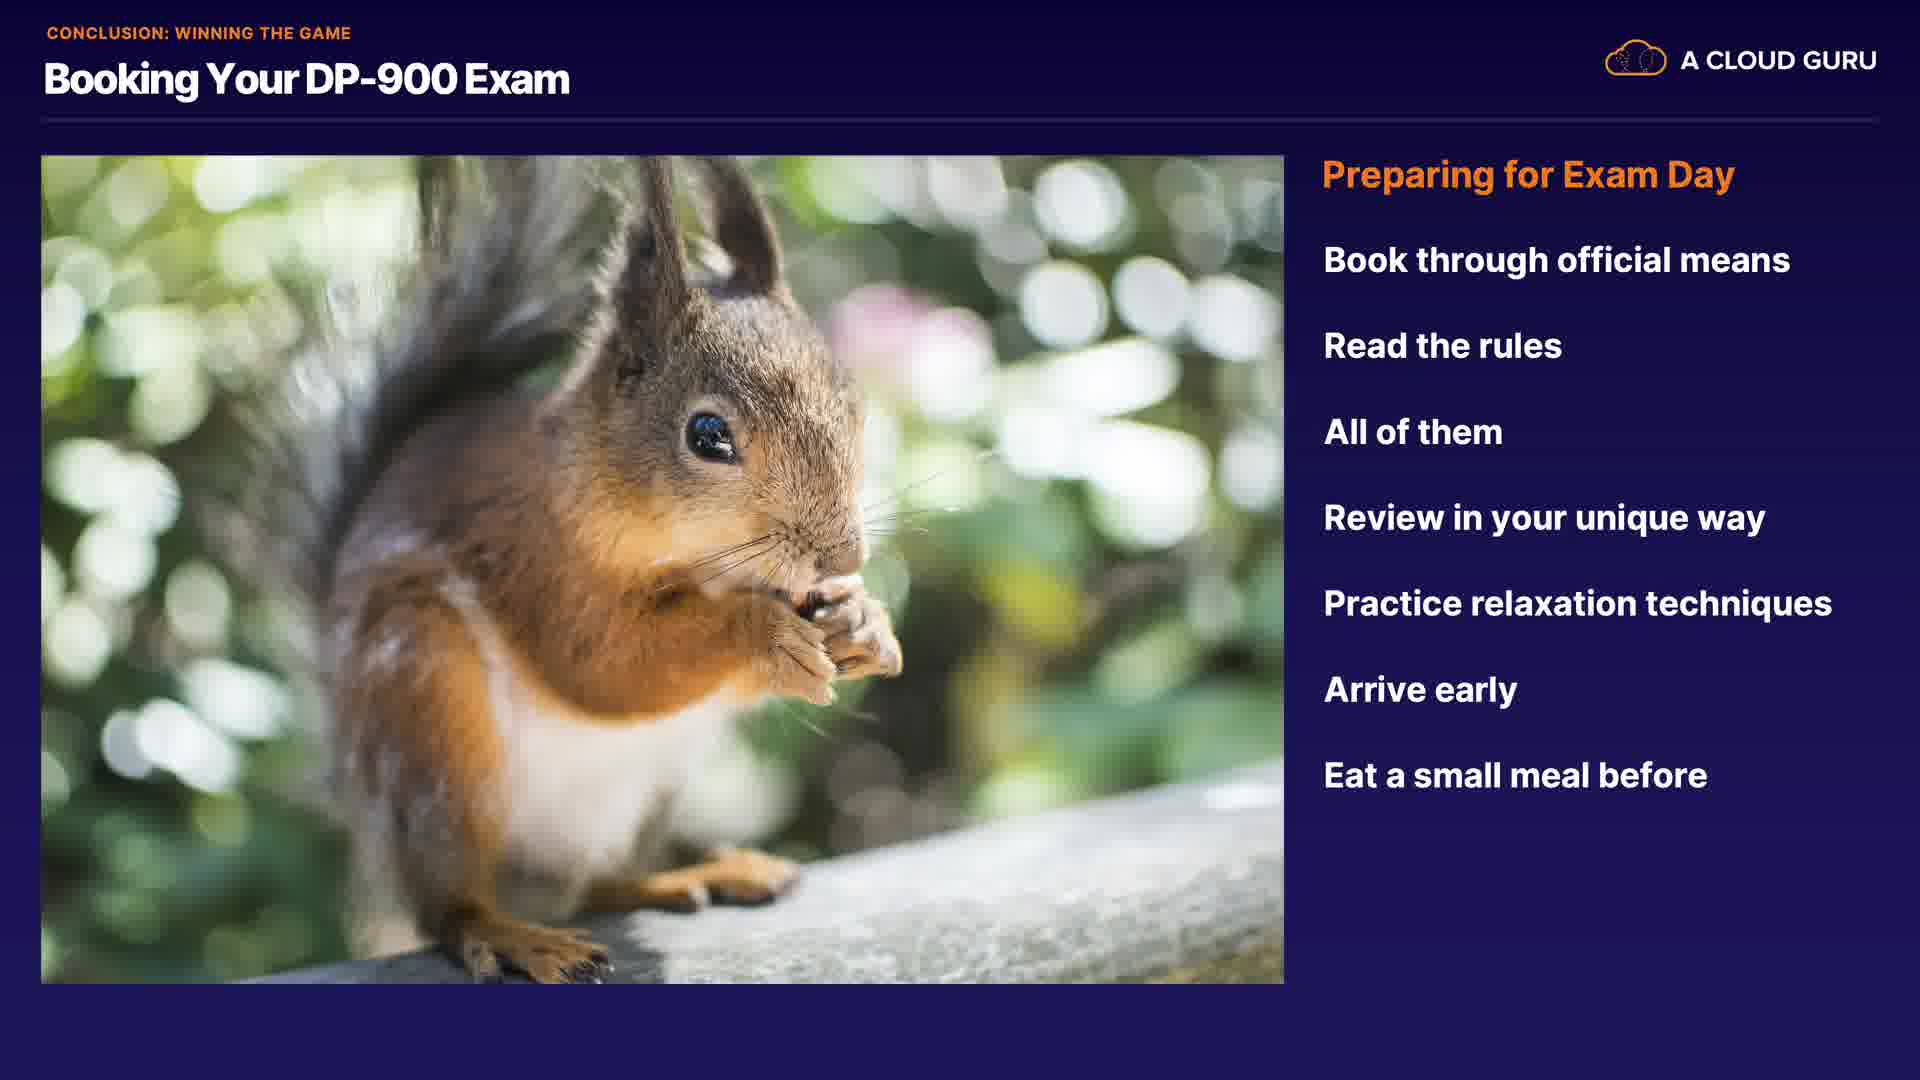 CONCLUSION: WINNING THE GAME
Booking Your DP-900 Exam
A CLOUD GURU
Preparing for Exam Day
Book through official means
Read the rules
All of them
Review in your unique way
Practice relaxation techniques
Arrive early
Eat a small meal before